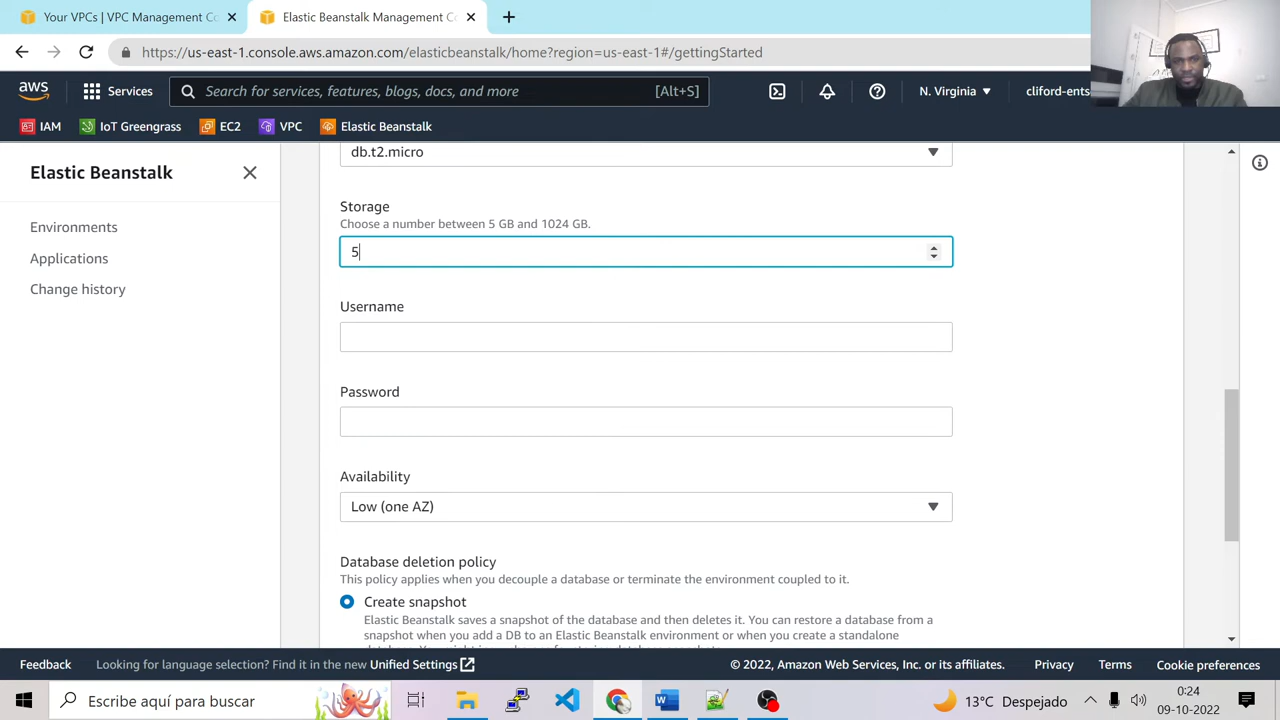 Your VPCs | VPC Management Co
Elastic Beanstalk Management Co
https://us-east-1.console.aws.amazon.com/elasticbeanstalk/home?region=us-east-1#/gettingStarted
aws
Services
Search for services, features, blogs, docs, and more
[Alt+S]
N. Virginia
cliford-ents
IAM
IoT Greengrass
EC2
VPC
Elastic Beanstalk
Elastic Beanstalk
Environments
Applications
Change history
db.t2.micro
Storage
Choose a number between 5 GB and 1024 GB.
5
Username
Password
Availability
Low (one AZ)
Database deletion policy
This policy applies when you decouple a database or terminate the environment coupled to it.
Create snapshot
Elastic Beanstalk saves a snapshot of the database and then deletes it. You can restore a database from a
snapshot when you add a DB to an Elastic Beanstalk environment or when you create a standalone
Feedback
Looking for language selection? Find it in the new Unified Settings
© 2022, Amazon Web Services, Inc. or its affiliates.
Privacy
Terms
Cookie preferences
Escribe aquí para buscar
13°C Despejado
0:24
09-10-2022